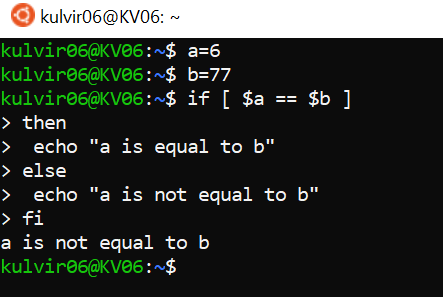 kulvir06@KV06: ~
kulvir06@KV06:~$ a=6
kulvir06@KV06:~$ b=77
kulvir06@KV06:~$ if [ $a == $b ]
> then
>  echo "a is equal to b"
> else
>  echo "a is not equal to b"
> fi
a is not equal to b
kulvir06@KV06:~$